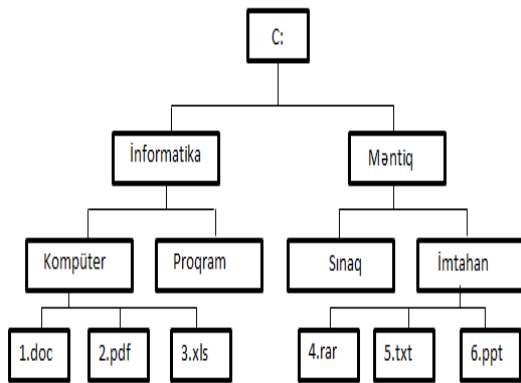 C:
İnformatika
Məntiq
Kompüter
Proqram
Sınaq
İmtahan
1.doc
2.pdf
3.xls
4.rar
5.txt
6.ppt